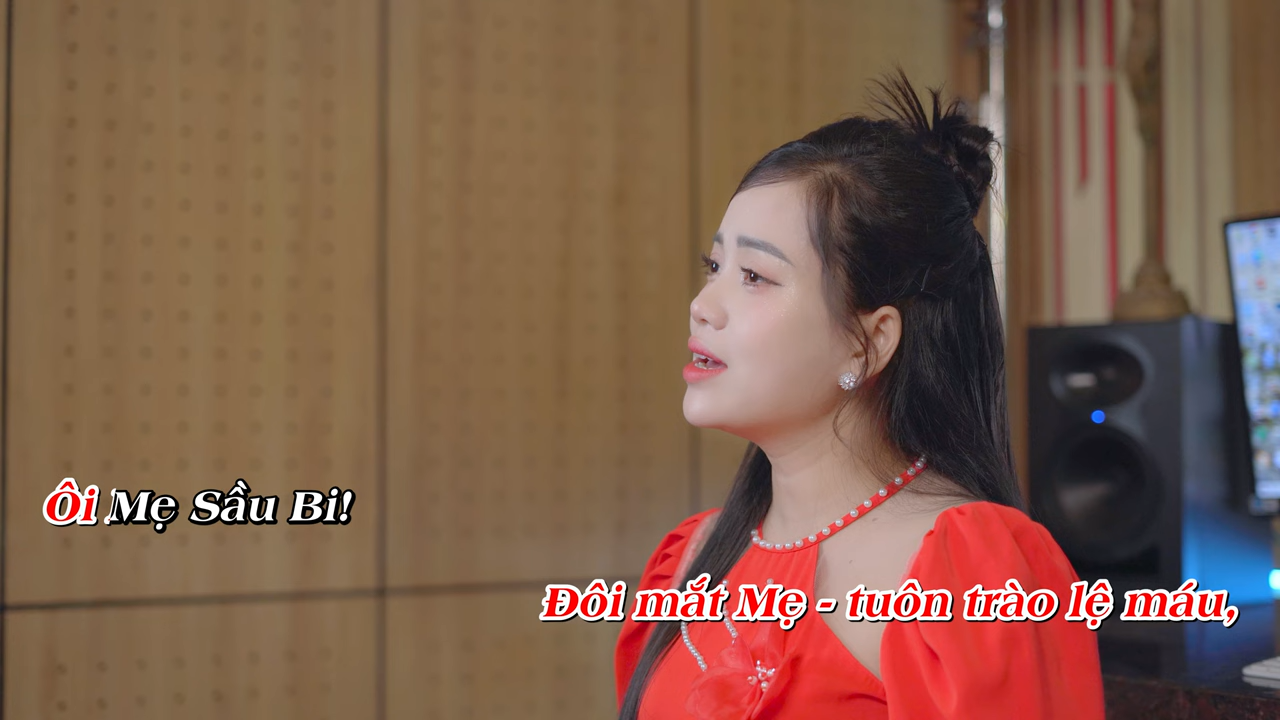 Ôi Mẹ Sầu Bi!
Đôi mắt Mẹ - tuôn trào lệ máu,